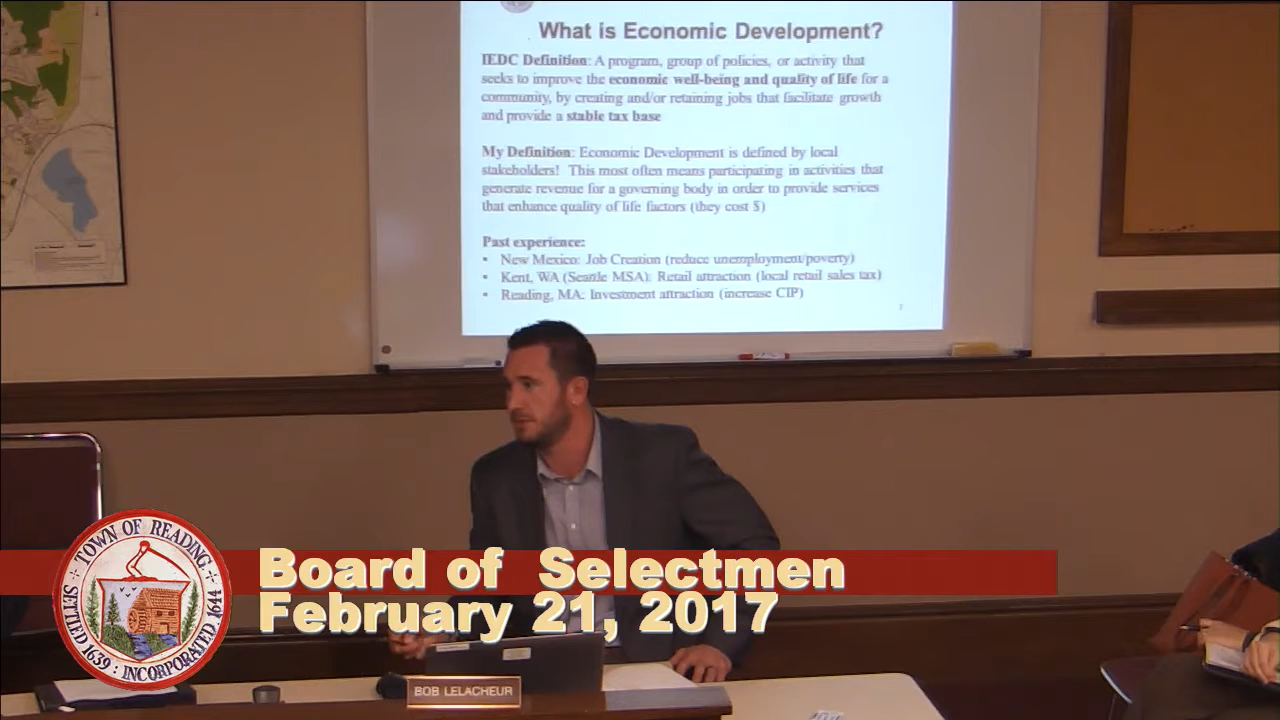 What is Economic Development?
IEDC Definition: A program, group of policies, or activity that
seeks to improve the economic well-being and quality of life for a
community, by creating and/or retaining jobs that facilitate growth
and provide a stable tax base
My Definition: Economic Development is defined by local
stakeholders! This most often means participating in activities that
generate revenue for a governing body in order to provide services
that enhance quality of life factors (they cost $)
Past experience:
• New Mexico: Job Creation (reduce unemployment/poverty)
• Kent, WA (Seattle MSA): Retail attraction (local retail sales tax)
• Reading, MA: Investment attraction (increase CIP)
TOWN OF READING
SETTLED 1639 : INCORPORATED 1644
Board of Selectmen
February 21, 2017
BOB LELACHEUR